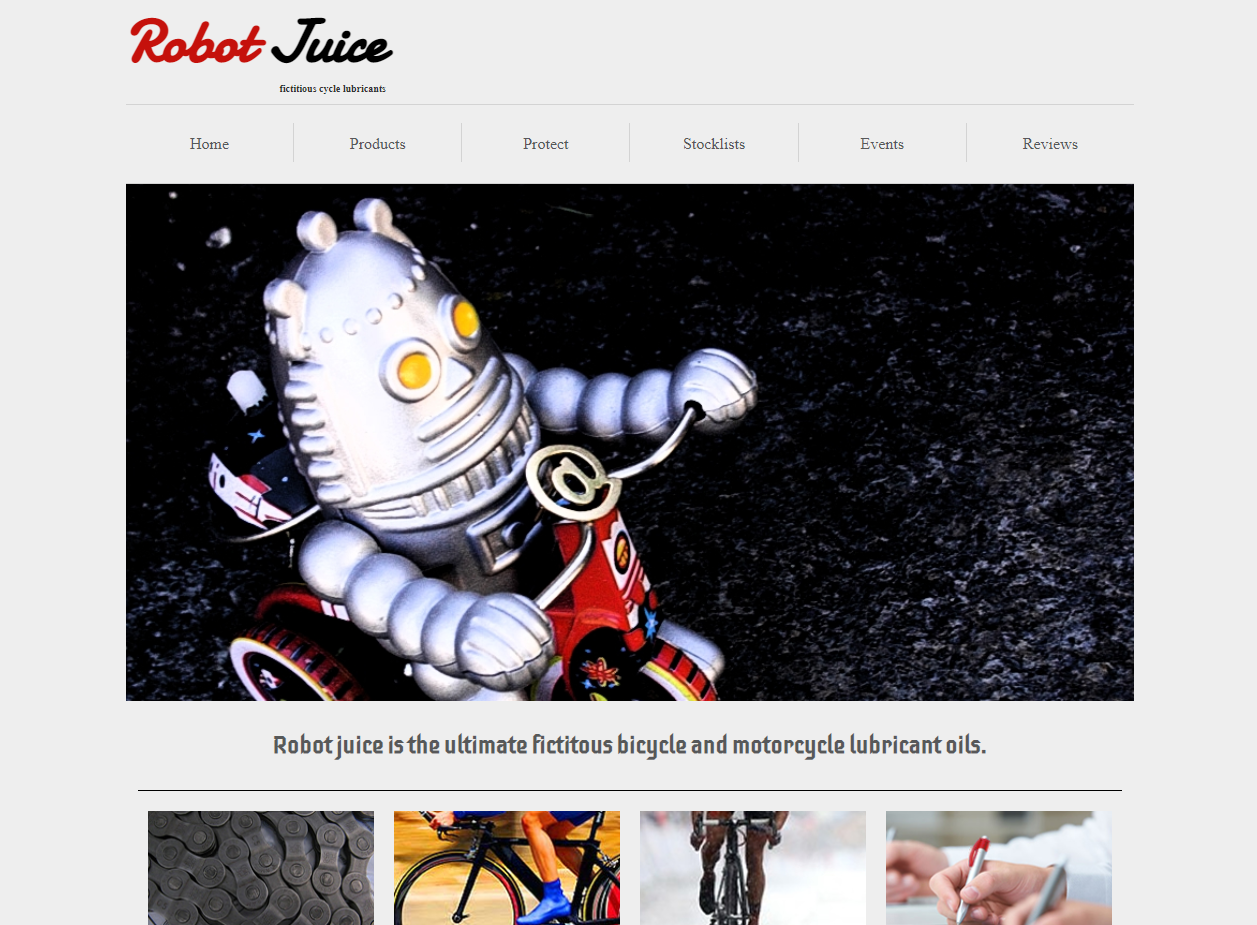 Robot Juice
fictitious cycle lubricants
Home Products Protect Stocklists Events Reviews
@
Robot juice is the ultimate fictitous bicycle and motorcycle lubricant oils.